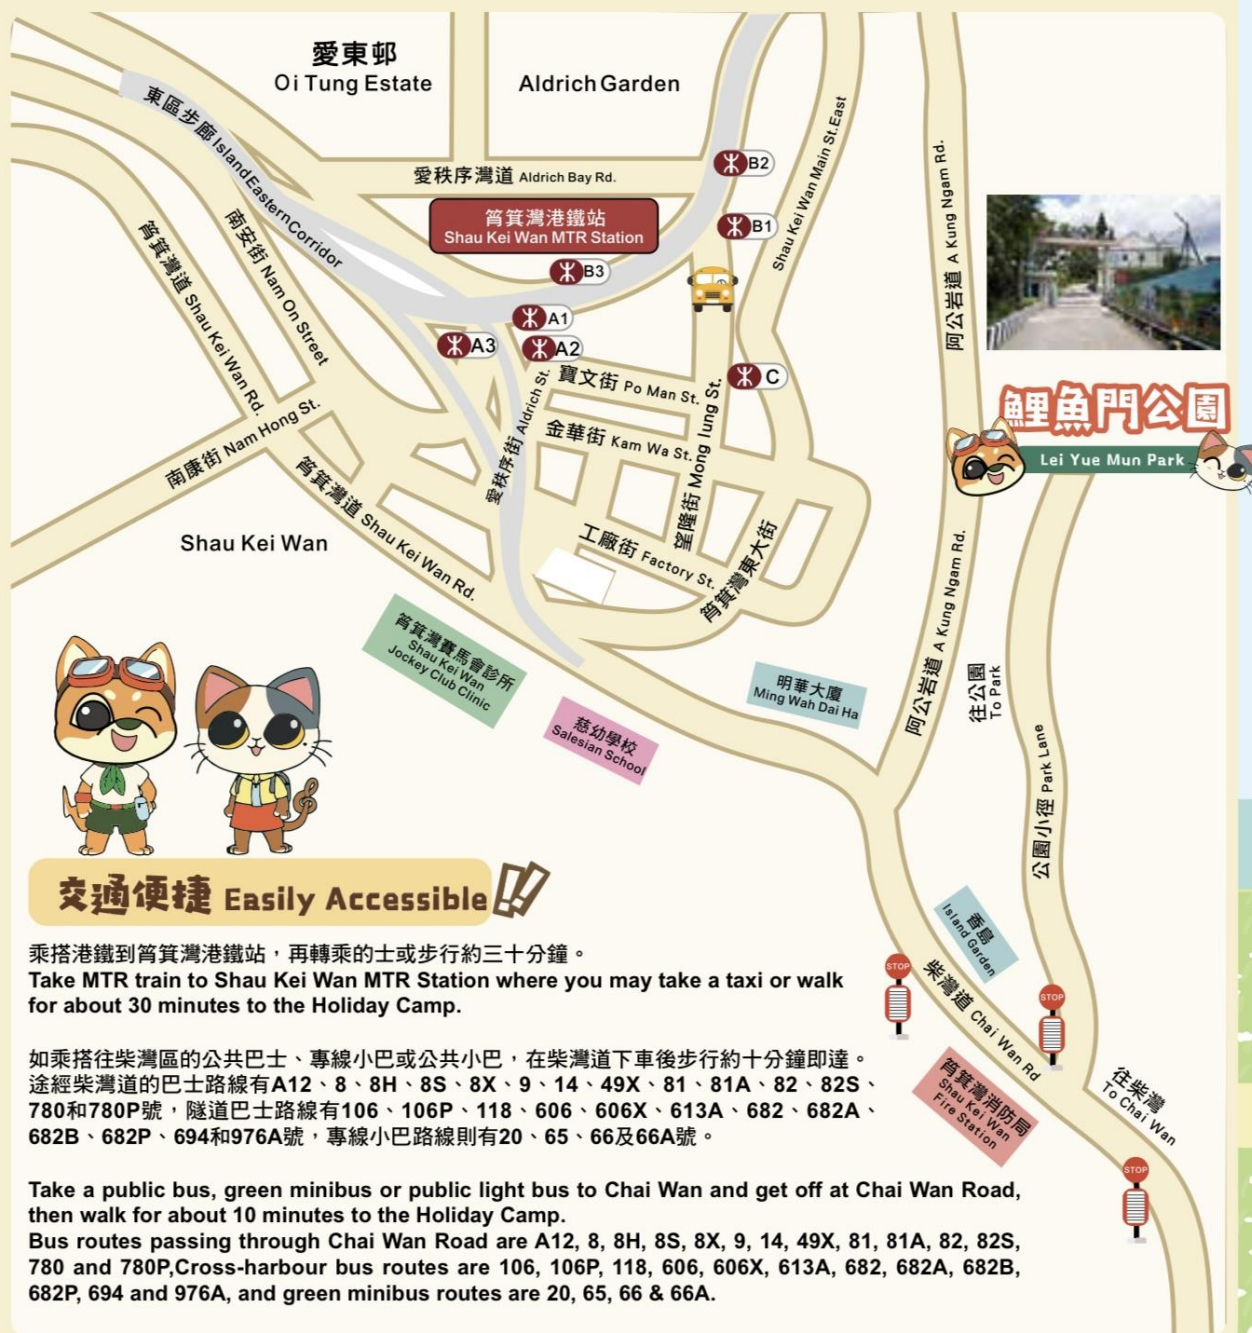 愛東邨
Oi Tung Estate
Aldrich Garden
東區步廊 Island Eastern Corridor
愛秩序灣道 Aldrich Bay Rd.
筲箕灣港鐵站
Shau Kei Wan MTR Station
B2
B1
B3
A1
A2
A3
C
Shau Kei Wan Main St. East
阿公岩道 A Kung Ngam Rd.
筲箕灣道 Shau Kei Wan Rd.
南安街 Nam On Street
寶文街 Po Man St.
金華街 Kam Wa St.
愛秩序街 Aldrich St.
望隆街 Mong lung St.
南康街 Nam Hong St.
筲箕灣道 Shau Kei Wan Rd.
工廠街 Factory St.
筲箕灣東大街
Shau Kei Wan
鯉魚門公園
Lei Yue Mun Park
阿公岩道 A Kung Ngam Rd.
往公園
To Park
公園小徑 Park Lane
筲箕灣賽馬會診所
Shau Kei Wan
Jockey Club Clinic
慈幼學校
Salesian School
明華大廈
Ming Wah Dai Ha
香島
Island Garden
STOP
STOP
柴灣道 Chai Wan Rd
筲箕灣消防局
Shau Kei Wan
Fire Station
往柴灣
To Chai Wan
STOP
交通便捷 Easily Accessible!!
乘搭港鐵到筲箕灣港鐵站，再轉乘的士或步行約三十分鐘。
Take MTR train to Shau Kei Wan MTR Station where you may take a taxi or walk
for about 30 minutes to the Holiday Camp.
如乘搭往柴灣區的公共巴士、專線小巴或公共小巴，在柴灣道下車後步行約十分鐘即達。
途經柴灣道的巴士路線有A12、8、8H、8S、8X、9、14、49X、81、81A、82、82S、
780和780P號，隧道巴士路線有106、106P、118、606、606X、613A、682、682A、
682B、682P、694和976A號，專線小巴路線則有20、65、66及66A號。
Take a public bus, green minibus or public light bus to Chai Wan and get off at Chai Wan Road,
then walk for about 10 minutes to the Holiday Camp.
Bus routes passing through Chai Wan Road are A12, 8, 8H, 8S, 8X, 9, 14, 49X, 81, 81A, 82, 82S,
780 and 780P,Cross-harbour bus routes are 106, 106P, 118, 606, 606X, 613A, 682, 682A, 682B,
682P, 694 and 976A, and green minibus routes are 20, 65, 66 & 66A.